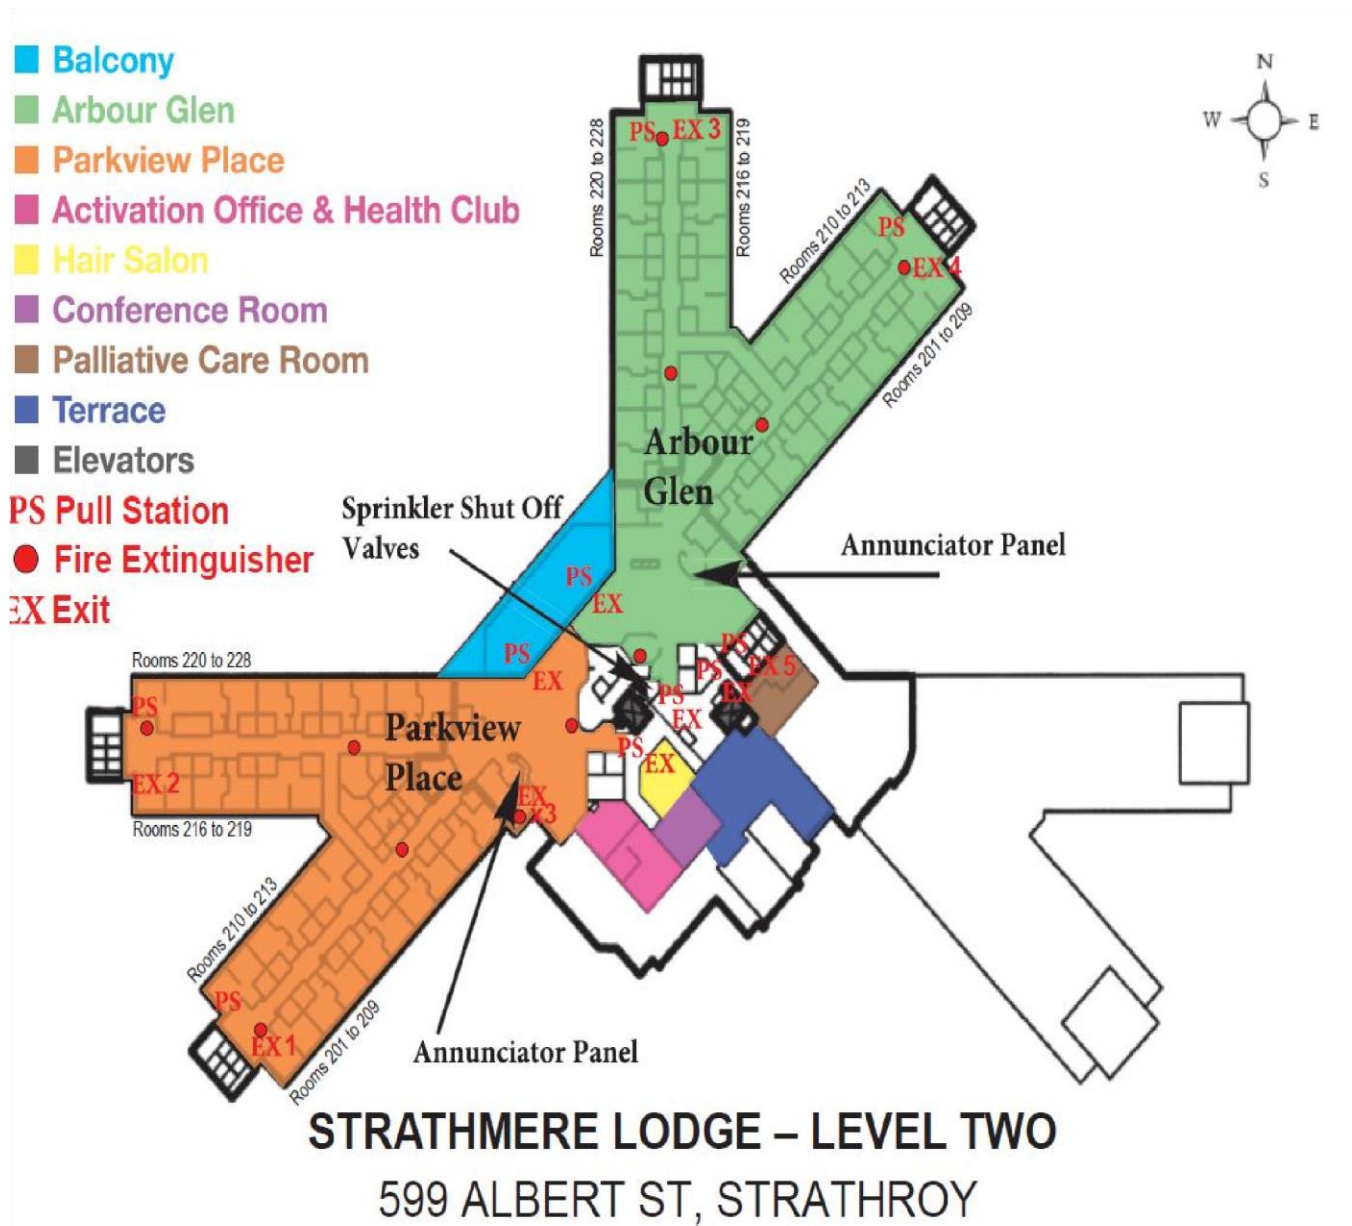 Balcony
Arbour Glen
Parkview Place
Activation Office & Health Club
Hair Salon
Conference Room
Palliative Care Room
Terrace
Elevators
PS Pull Station
Fire Extinguisher
EX Exit
N
W E
S
PS EX 3
Rooms 220 to 228
Rooms 216 to 219
Rooms 210 to 213
PS
EX 4
Rooms 201 to 209
Arbour
Glen
Sprinkler Shut Off
Valves
Annunciator Panel
PS
EX
PS
EX
PS
EX 5
PS
EX
PS
EX
PS
EX
Rooms 220 to 228
PS
Parkview
Place
EX 2
EX
x3
Rooms 216 to 219
Rooms 210 to 213
PS
EX 1
Rooms 201 to 209
Annunciator Panel
STRATHMERE LODGE – LEVEL TWO
599 ALBERT ST, STRATHROY